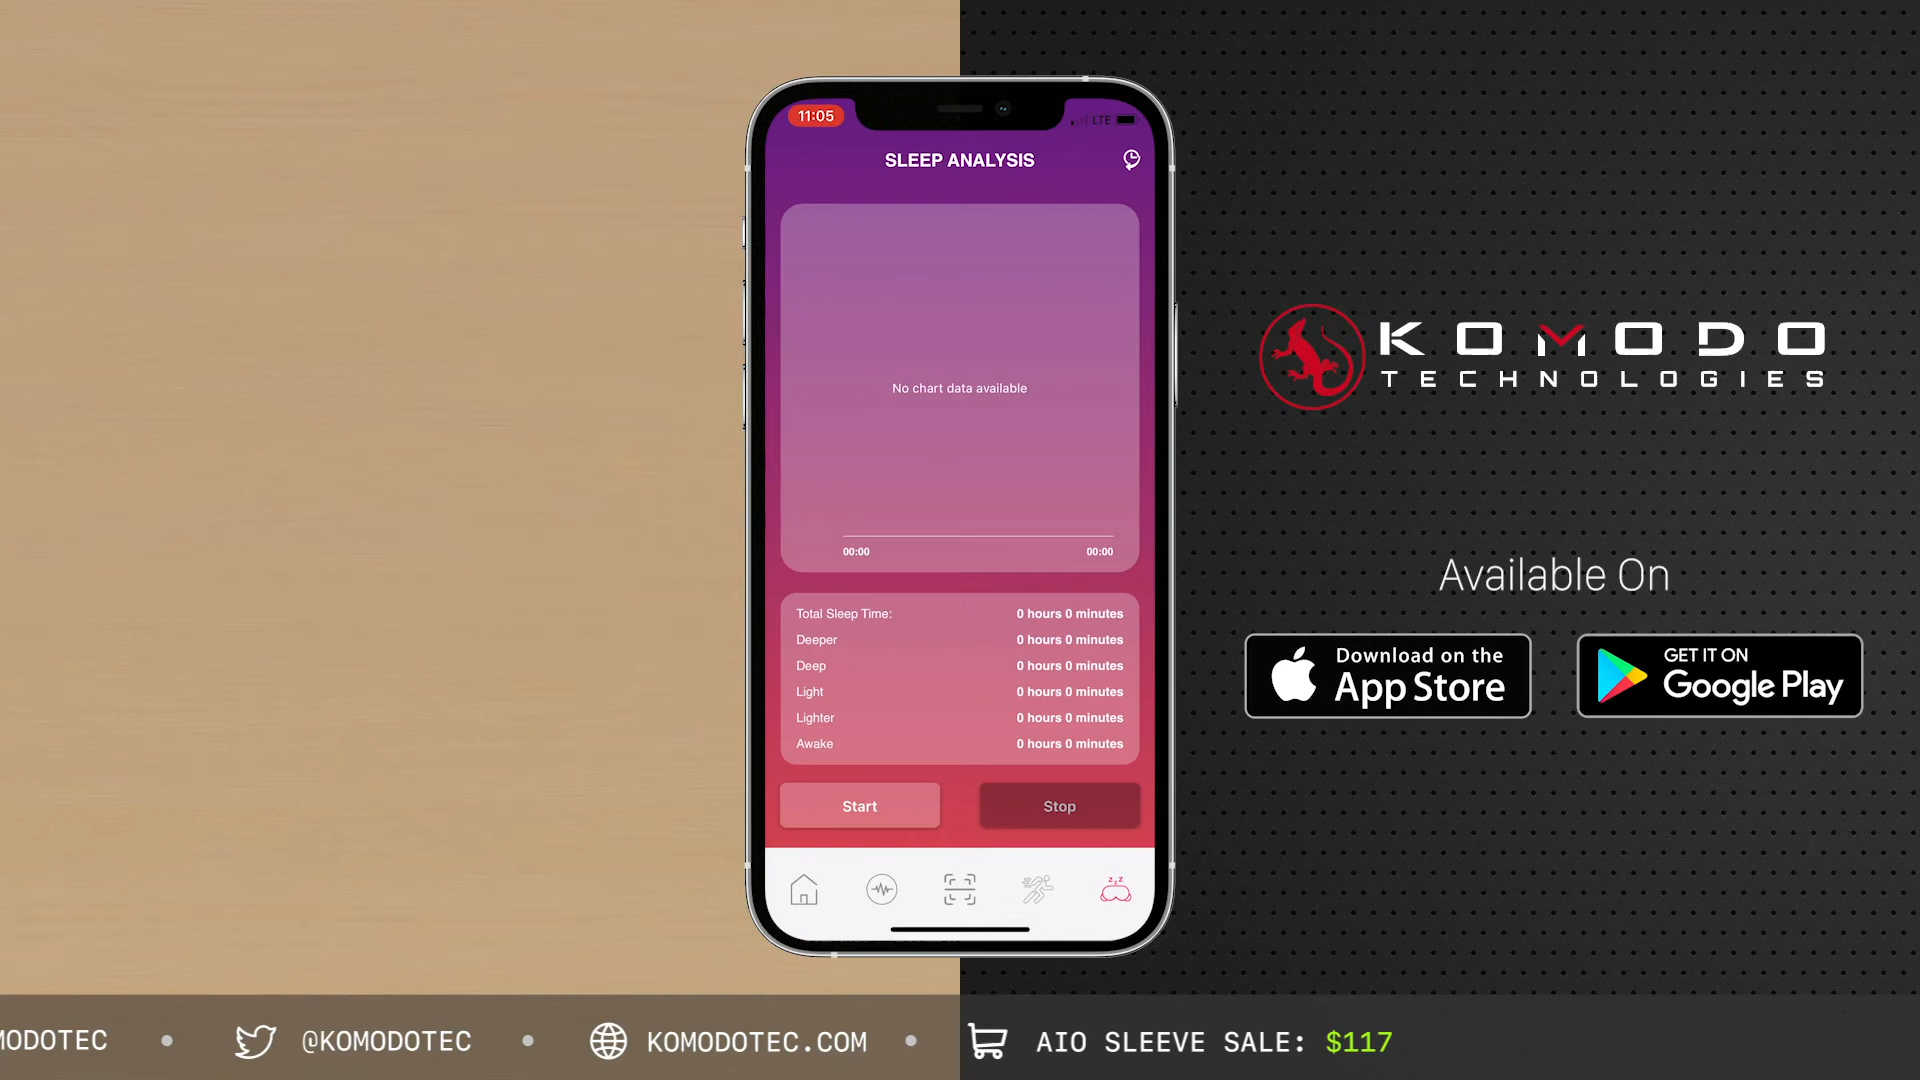 11:05
LTE
SLEEP ANALYSIS
No chart data available
00:00 00:00
Total Sleep Time: 0 hours 0 minutes
Deeper 0 hours 0 minutes
Deep 0 hours 0 minutes
Light 0 hours 0 minutes
Lighter 0 hours 0 minutes
Awake 0 hours 0 minutes
Start
Stop
zzz
KOMODO
TECHNOLOGIES
Available On
Download on the
App Store
GET IT ON
Google Play
MODOTEC • @KOMODOTEC • KOMODOTEC.COM • AIO SLEEVE SALE: $117